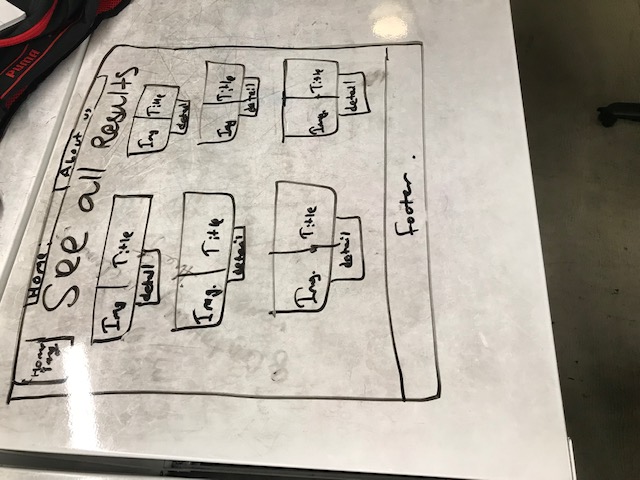 Home
Img
Home.
About us
See all Results
Img
Title
detail
Img
Title
detail
Img.
Title
detail
Img
Title
detail
Img.
Title
detail
Img.
Title
detail
Footer.
PUMA